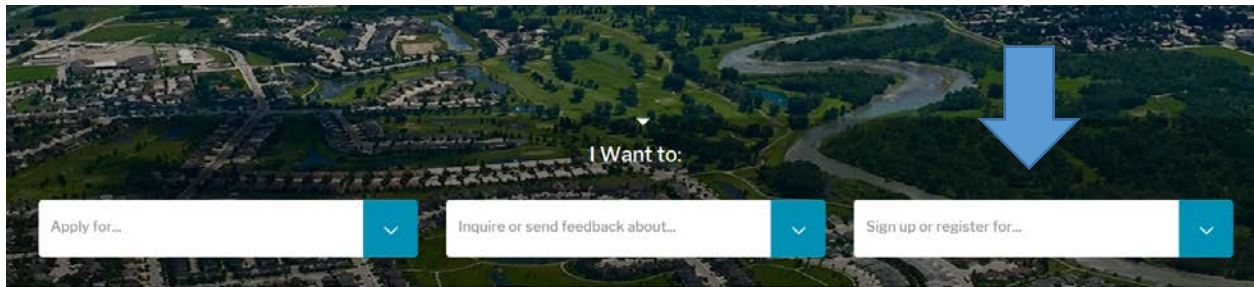 I Want to:
Apply for...
Inquire or send feedback about...
Sign up or register for...